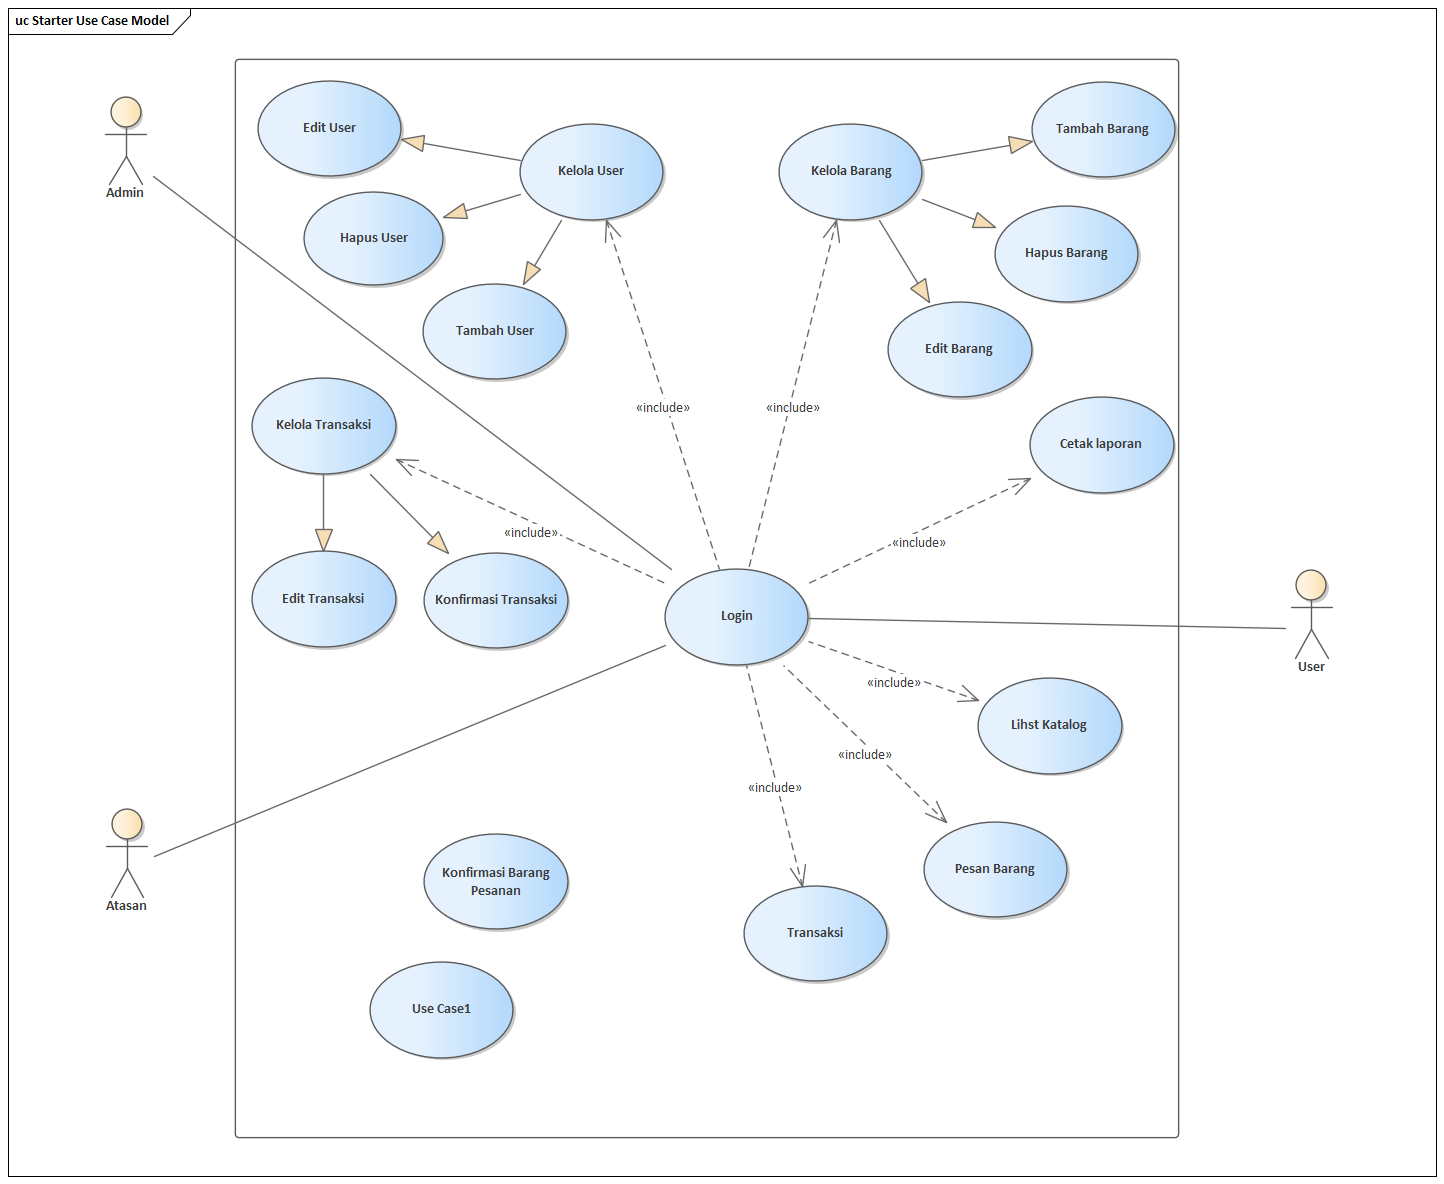 uc Starter Use Case Model
Edit User
Kelola User
Kelola Barang
Tambah Barang
Admin
Hapus User
Hapus Barang
Tambah User
Edit Barang
«include»
«include»
Kelola Transaksi
Cetak laporan
«include»
«include»
Edit Transaksi
Konfirmasi Transaksi
Login
User
«include»
Lihst Katalog
«include»
«include»
Konfirmasi Barang
Pesanan
Pesan Barang
Atasan
Transaksi
Use Case1